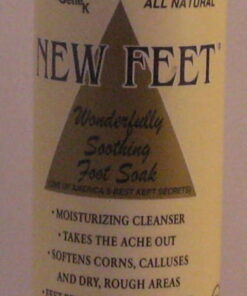 Gene K
ALL NATURAL
NEW FEET
Wonderfully
Soothing
Foot Soak
(ONE OF AMERICA'S BEST KEPT SECRETS)
• MOISTURIZING CLEANSER
• TAKES THE ACHE OUT
• SOFTENS CORNS, CALLUSES
AND DRY, ROUGH AREAS